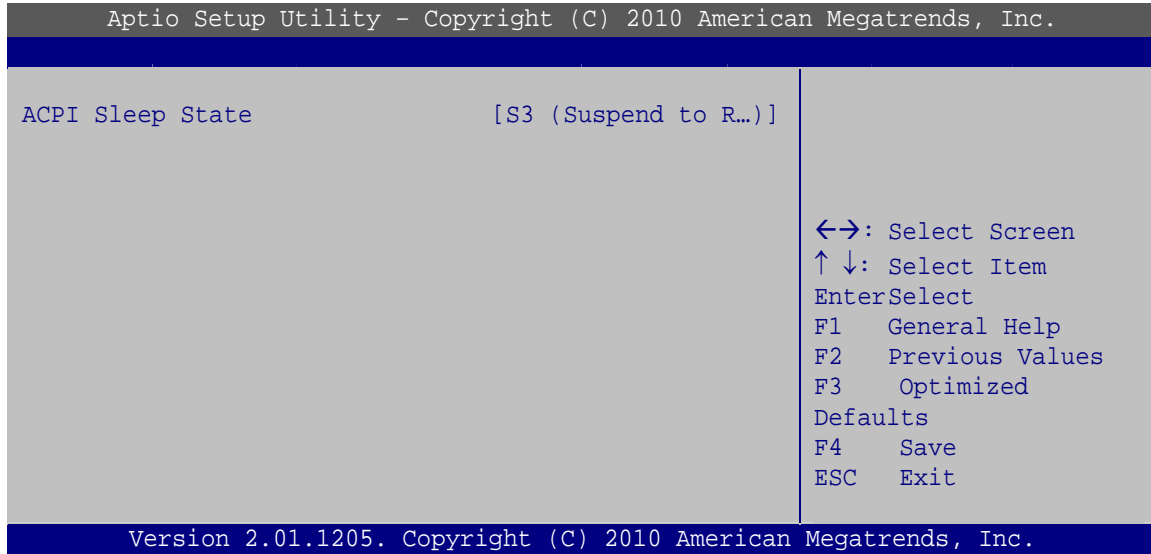 Aptio Setup Utility – Copyright (C) 2010 American Megatrends, Inc.
ACPI Sleep State [S3 (Suspend to R…)]
←→: Select Screen
↑ ↓: Select Item
EnterSelect
F1 General Help
F2 Previous Values
F3 Optimized
Defaults
F4 Save
ESC Exit
Version 2.01.1205. Copyright (C) 2010 American Megatrends, Inc.